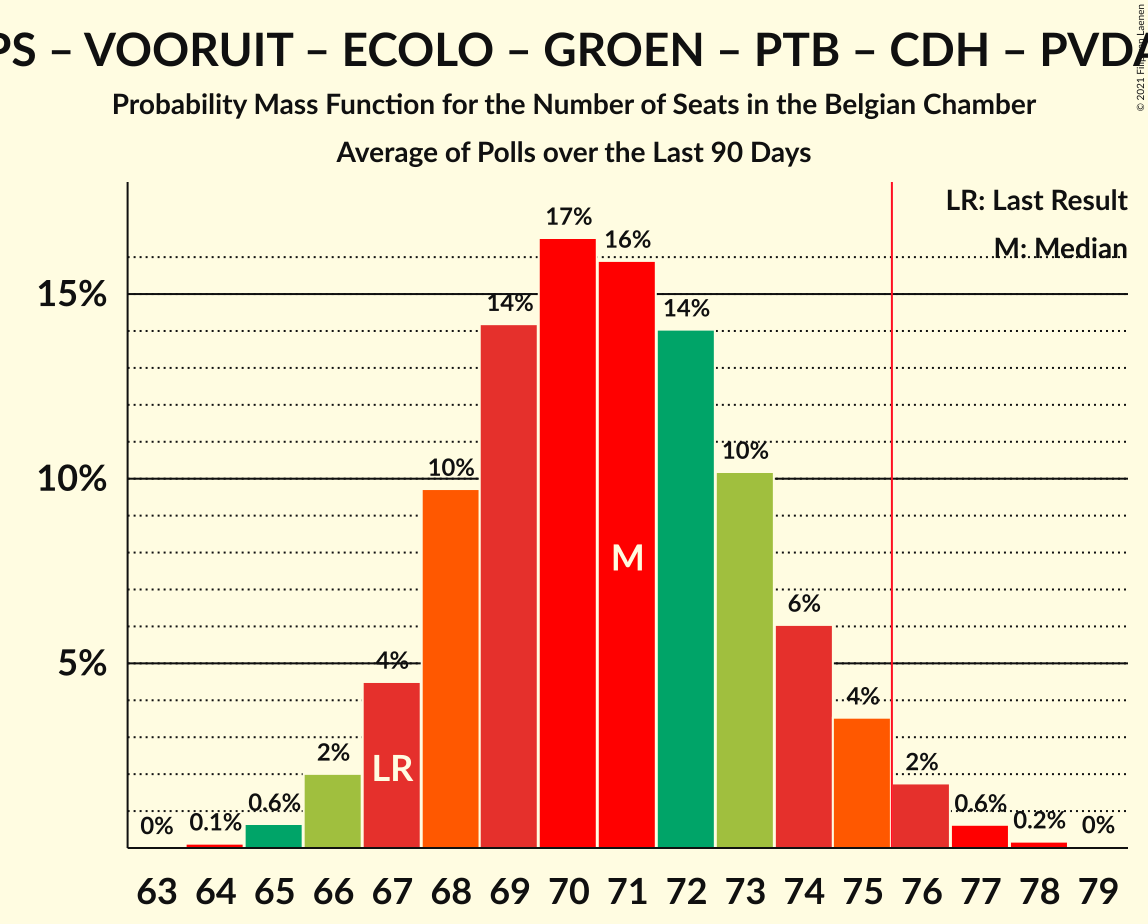 PS – VOORUIT – ECOLO – GROEN – PTB – CDH – PVDA
Probability Mass Function for the Number of Seats in the Belgian Chamber
Average of Polls over the Last 90 Days
© 2021 Filip van Laenen
LR: Last Result
M: Median
15%
10%
5%
0%
0.1%
0.6%
2%
4%
10%
14%
17%
16%
14%
10%
6%
4%
2%
0.6%
0.2%
0%
LR
M
63 64 65 66 67 68 69 70 71 72 73 74 75 76 77 78 79